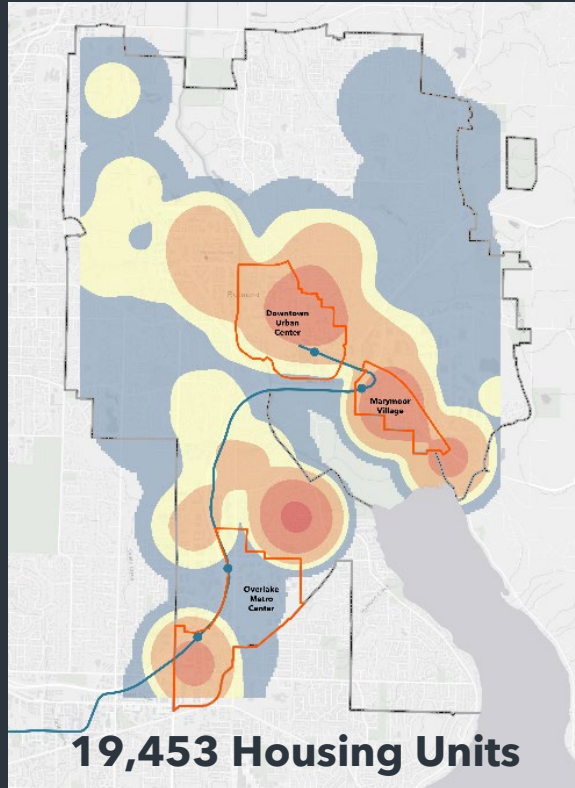 Downtown
Urban
Center
Marymoor
Village
Overlake
Metro
Center
19,453 Housing Units